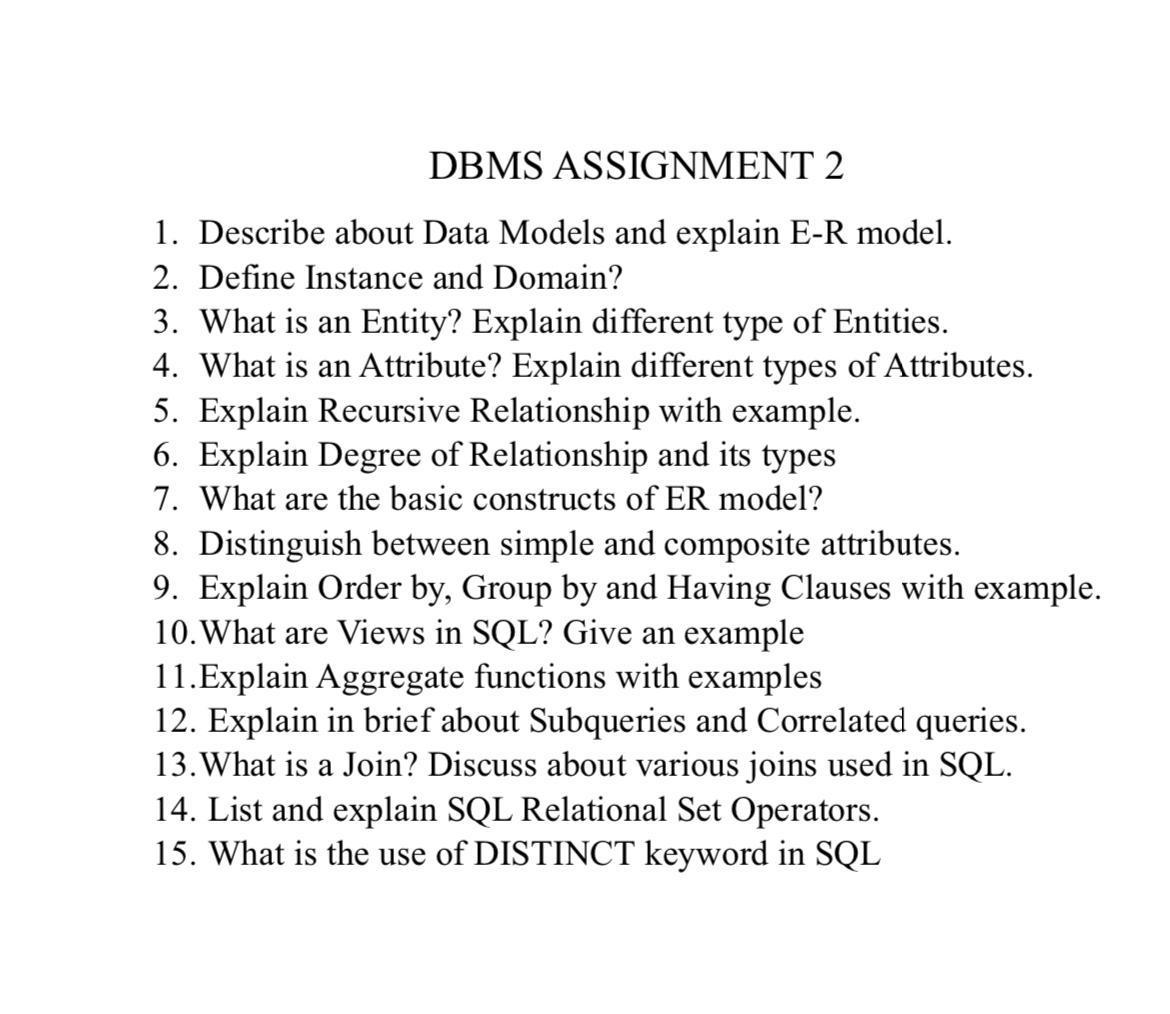 DBMS ASSIGNMENT 2
1. Describe about Data Models and explain E-R model.
2. Define Instance and Domain?
3. What is an Entity? Explain different type of Entities.
4. What is an Attribute? Explain different types of Attributes.
5. Explain Recursive Relationship with example.
6. Explain Degree of Relationship and its types
7. What are the basic constructs of ER model?
8. Distinguish between simple and composite attributes.
9. Explain Order by, Group by and Having Clauses with example.
10.What are Views in SQL? Give an example
11.Explain Aggregate functions with examples
12. Explain in brief about Subqueries and Correlated queries.
13.What is a Join? Discuss about various joins used in SQL.
14. List and explain SQL Relational Set Operators.
15. What is the use of DISTINCT keyword in SQL